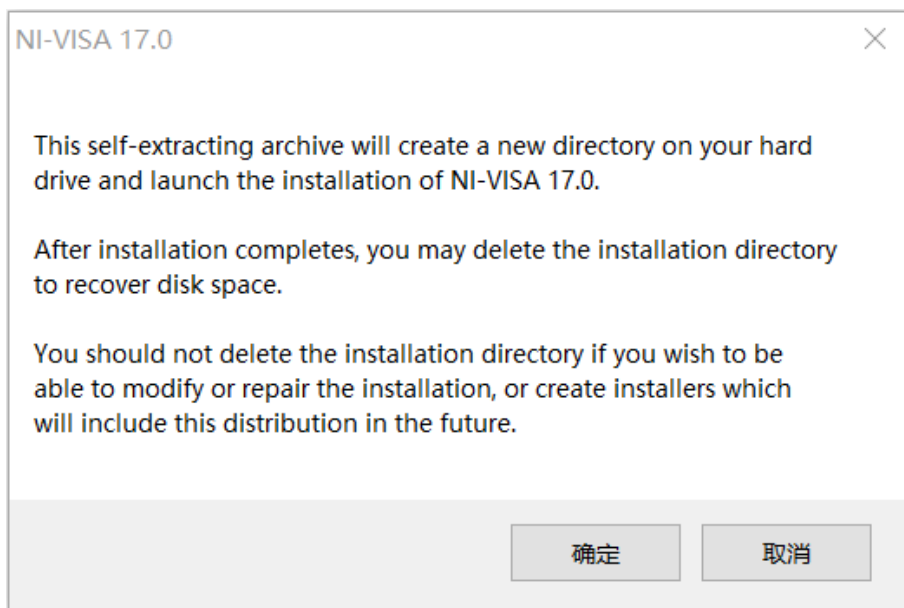 NI-VISA 17.0
This self-extracting archive will create a new directory on your hard
drive and launch the installation of NI-VISA 17.0.
After installation completes, you may delete the installation directory
to recover disk space.
You should not delete the installation directory if you wish to be
able to modify or repair the installation, or create installers which
will include this distribution in the future.
确定 取消